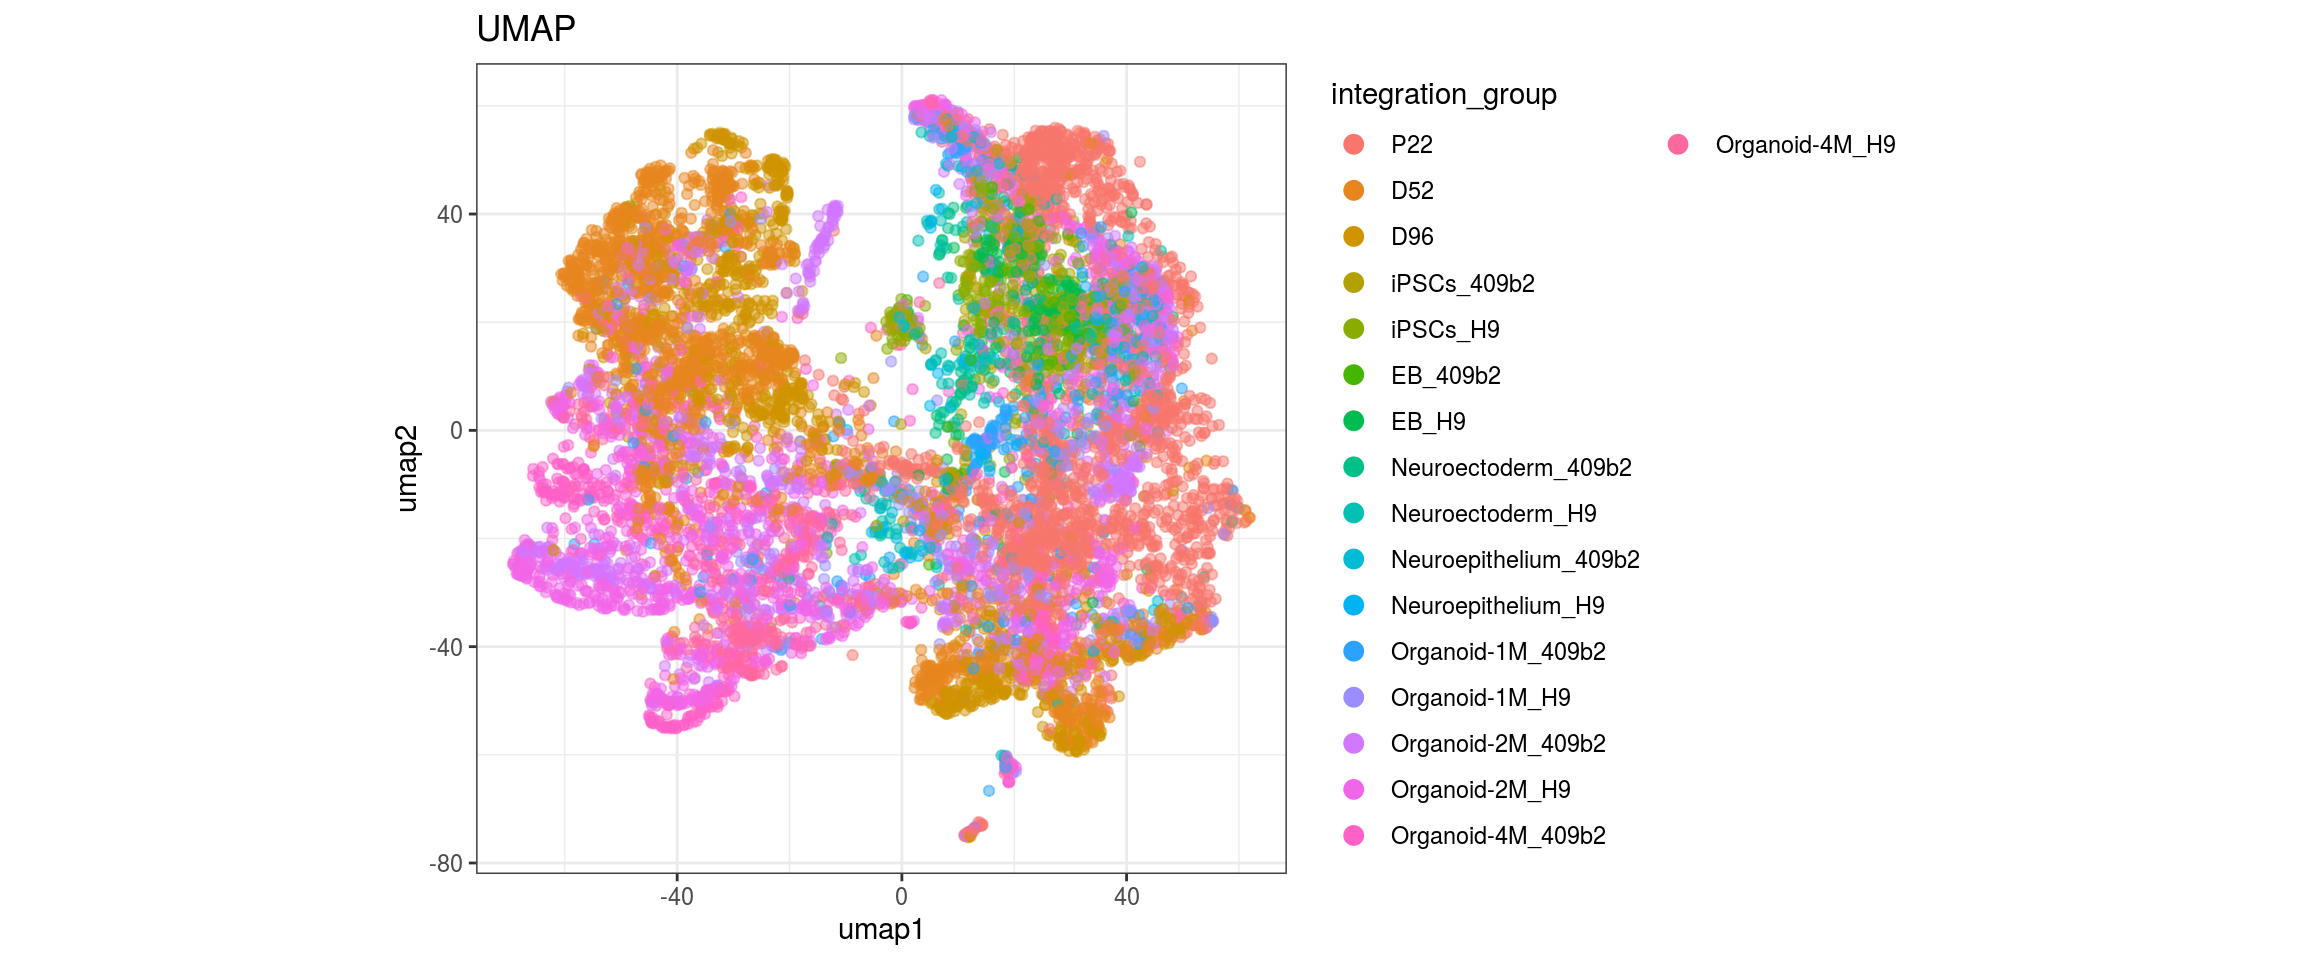 UMAP
umap2
40
0
-40
-80
-40
0
40
umap1
integration_group
P22
D52
D96
iPSCs_409b2
iPSCs_H9
EB_409b2
EB_H9
Neuroectoderm_409b2
Neuroectoderm_H9
Neuroepithelium_409b2
Neuroepithelium_H9
Organoid-1M_409b2
Organoid-1M_H9
Organoid-2M_409b2
Organoid-2M_H9
Organoid-4M_409b2
Organoid-4M_H9